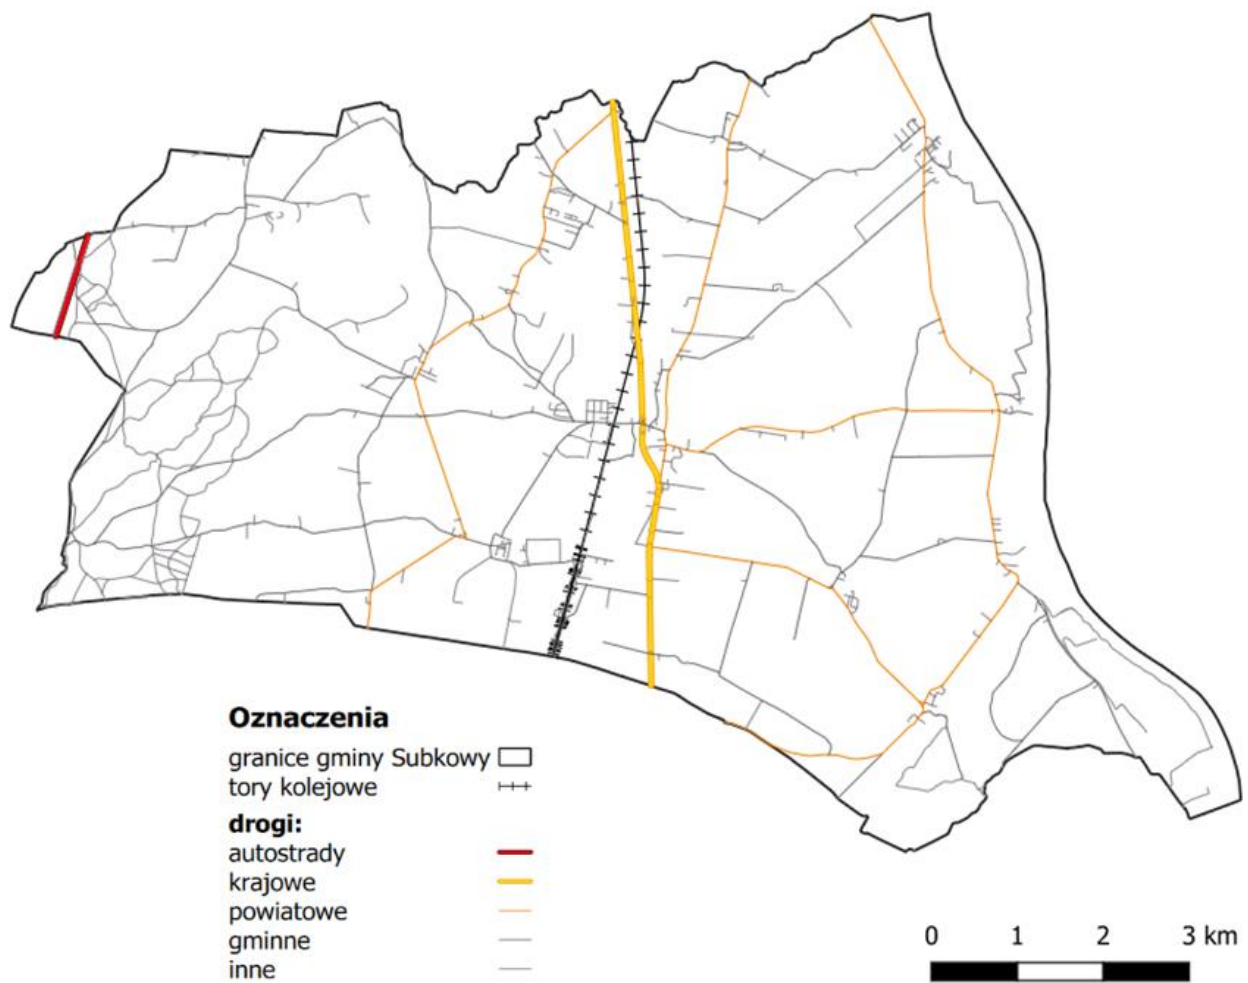 Oznaczenia
granice gminy Subkowy
tory kolejowe
drogi:
autostrady
krajowe
powiatowe
gminne
inne
0 1 2 3 km